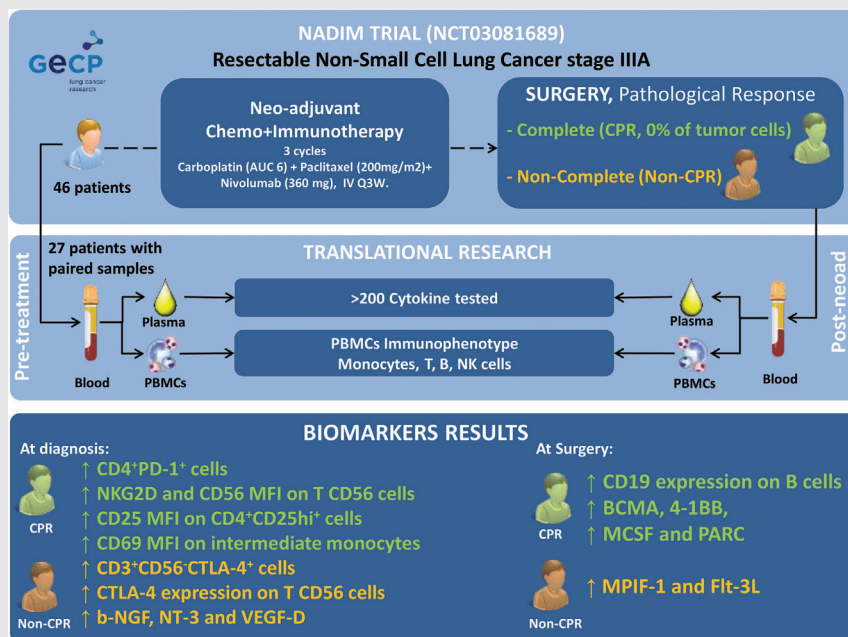 NADIM TRIAL (NCT03081689)
Resectable Non-Small Cell Lung Cancer stage IIIA
GECP
lung cancer
research
46 patients
Neo-adjuvant
Chemo+Immunotherapy
3 cycles
Carboplatin (AUC 6) + Paclitaxel (200mg/m2)+
Nivolumab (360 mg), IV Q3W.
SURGERY, Pathological Response
- Complete (CPR, 0% of tumor cells)
- Non-Complete (Non-CPR)
Pre-treatment
27 patients with
paired samples
TRANSLATIONAL RESEARCH
Blood
Plasma
PBMCs
>200 Cytokine tested
PBMCs Immunophenotype
Monocytes, T, B, NK cells
Plasma
PBMCs
Blood
Post-neoad
BIOMARKERS RESULTS
At diagnosis:
CPR
↑ CD4⁺PD-1⁺ cells
↑ NKG2D and CD56 MFI on T CD56 cells
↑ CD25 MFI on CD4⁺CD25hi⁺ cells
↑ CD69 MFI on intermediate monocytes
Non-CPR
↑ CD3⁺CD56⁻CTLA-4⁺ cells
↑ CTLA-4 expression on T CD56 cells
↑ b-NGF, NT-3 and VEGF-D
At Surgery:
CPR
↑ CD19 expression on B cells
↑ BCMA, 4-1BB,
↑ MCSF and PARC
Non-CPR
↑ MPIF-1 and Flt-3L